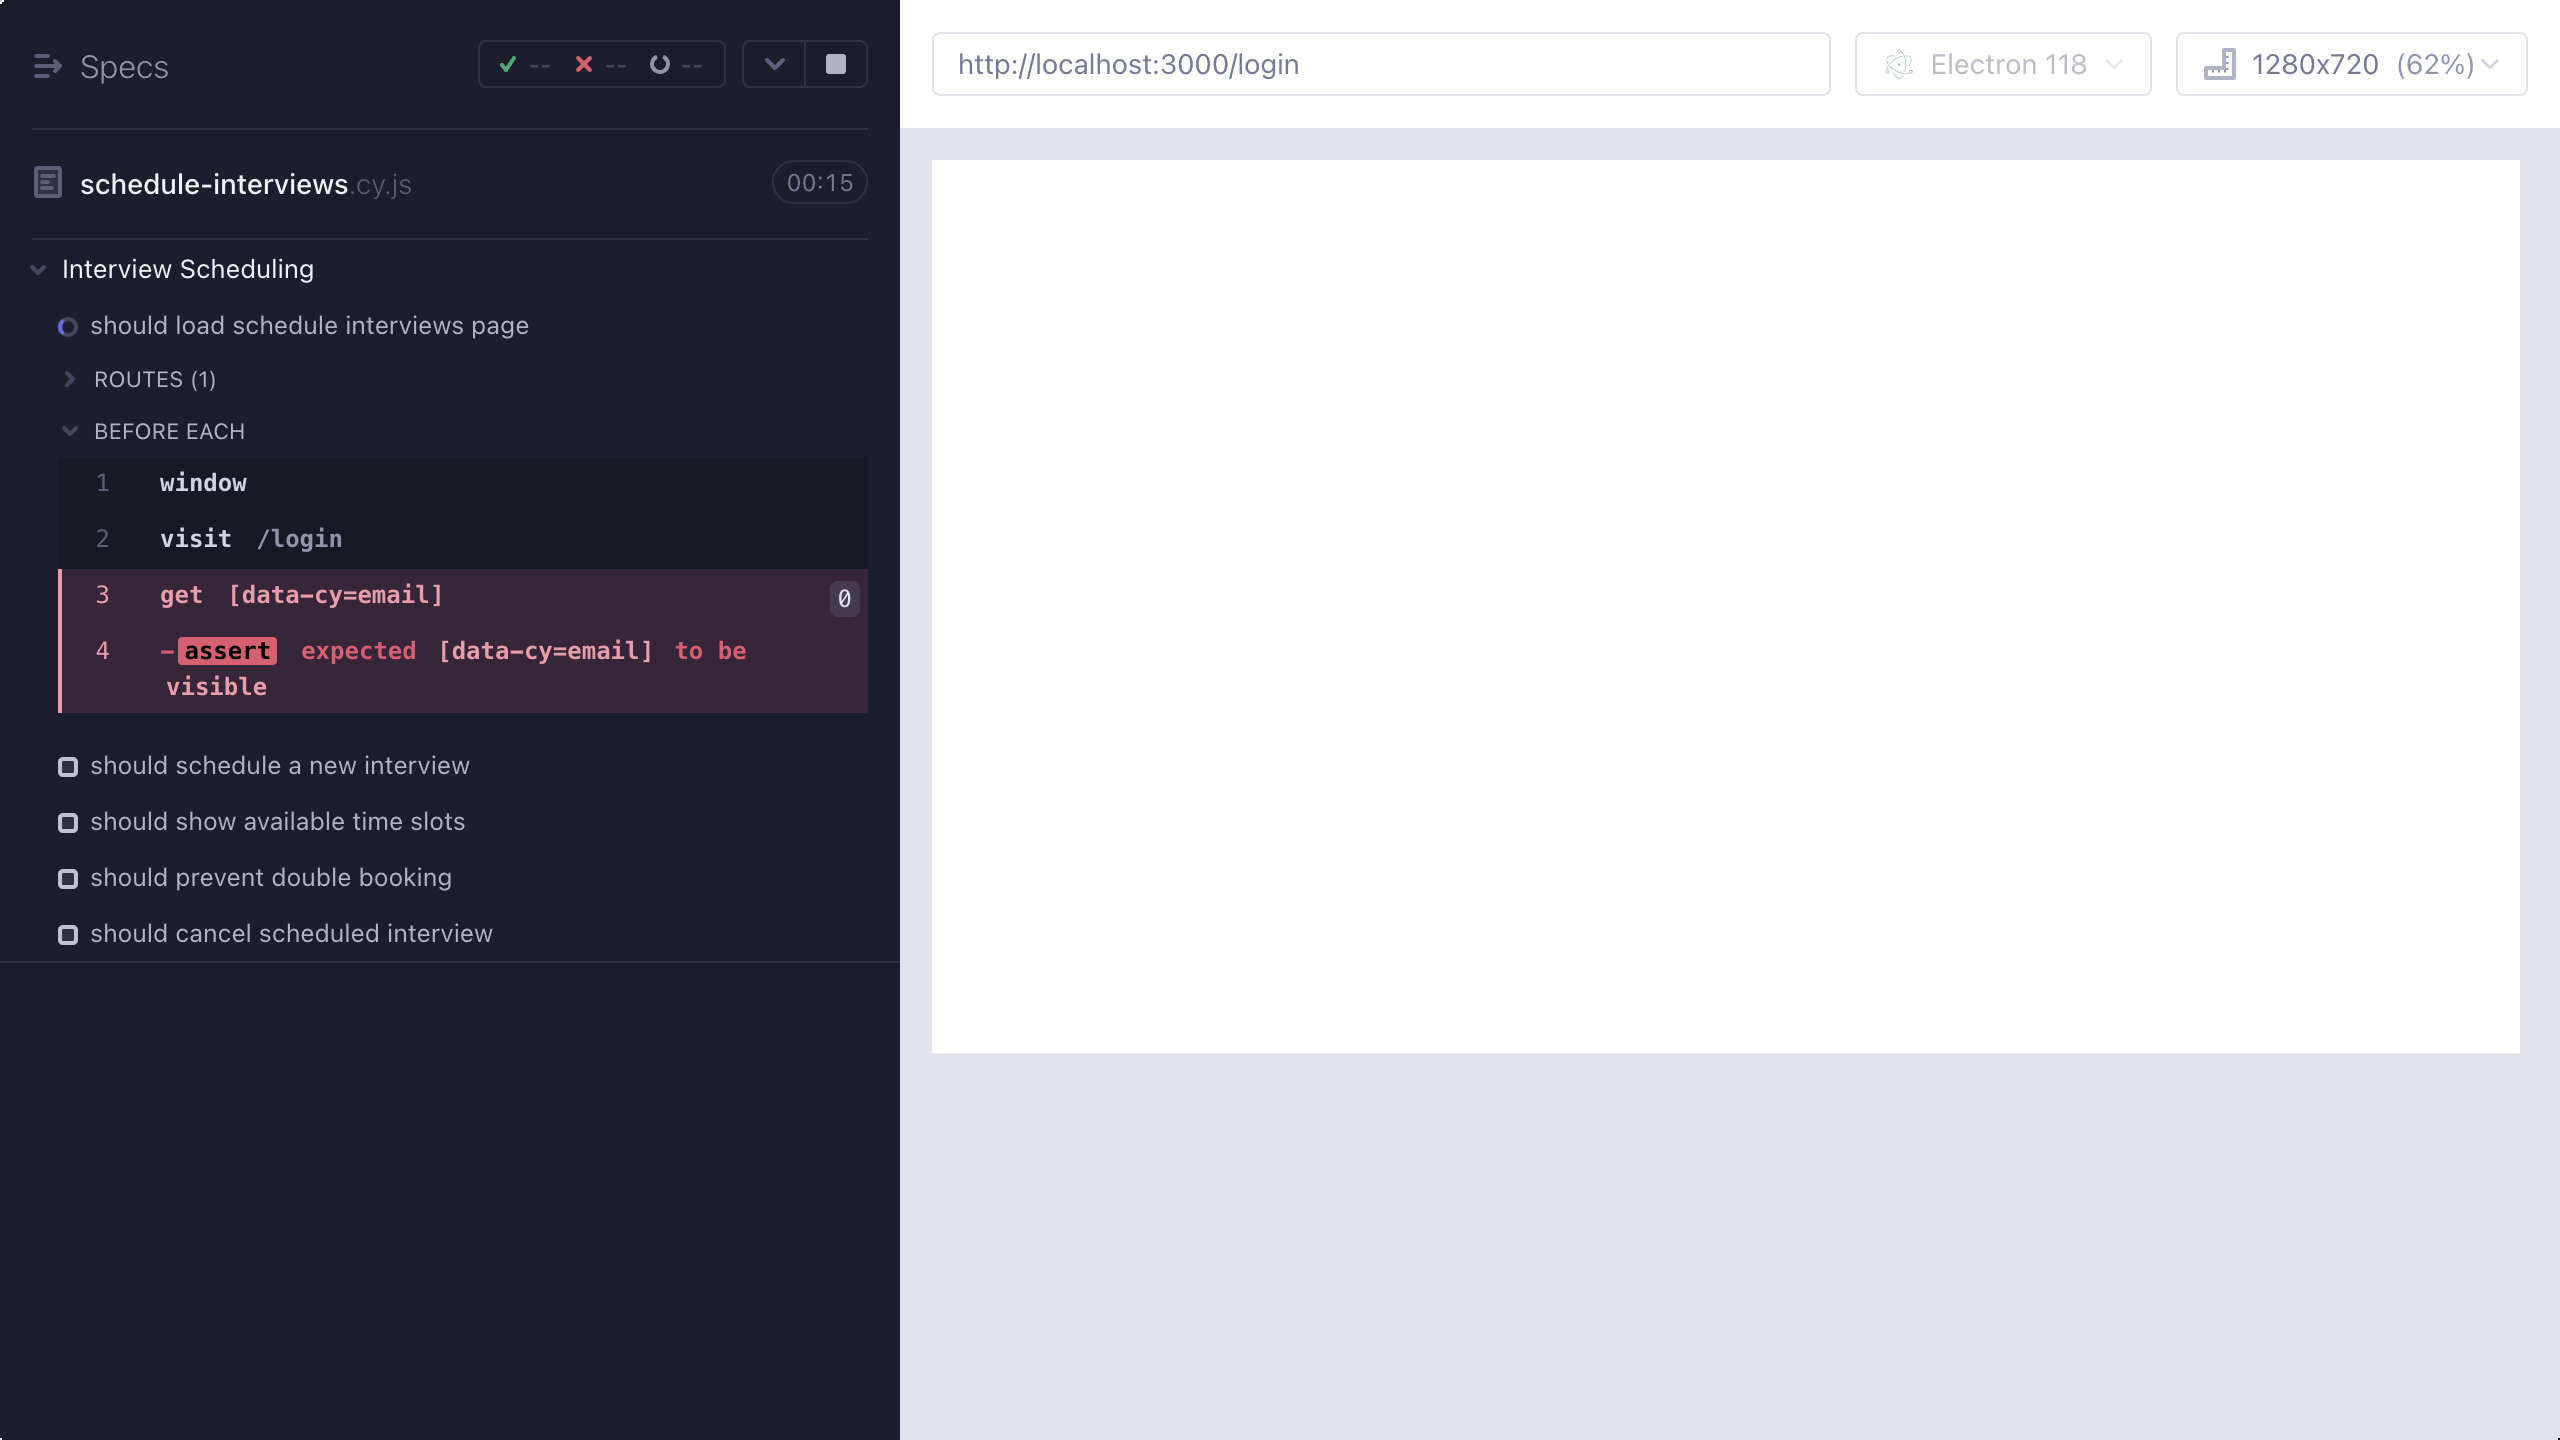 Specs
-- -- --
schedule-interviews.cy.js
00:15
Interview Scheduling
should load schedule interviews page
ROUTES (1)
BEFORE EACH
1 window
2 visit /login
3 get [data-cy=email] 0
4 -assert expected [data-cy=email] to be
visible
should schedule a new interview
should show available time slots
should prevent double booking
should cancel scheduled interview
http://localhost:3000/login
Electron 118
1280x720 (62%)